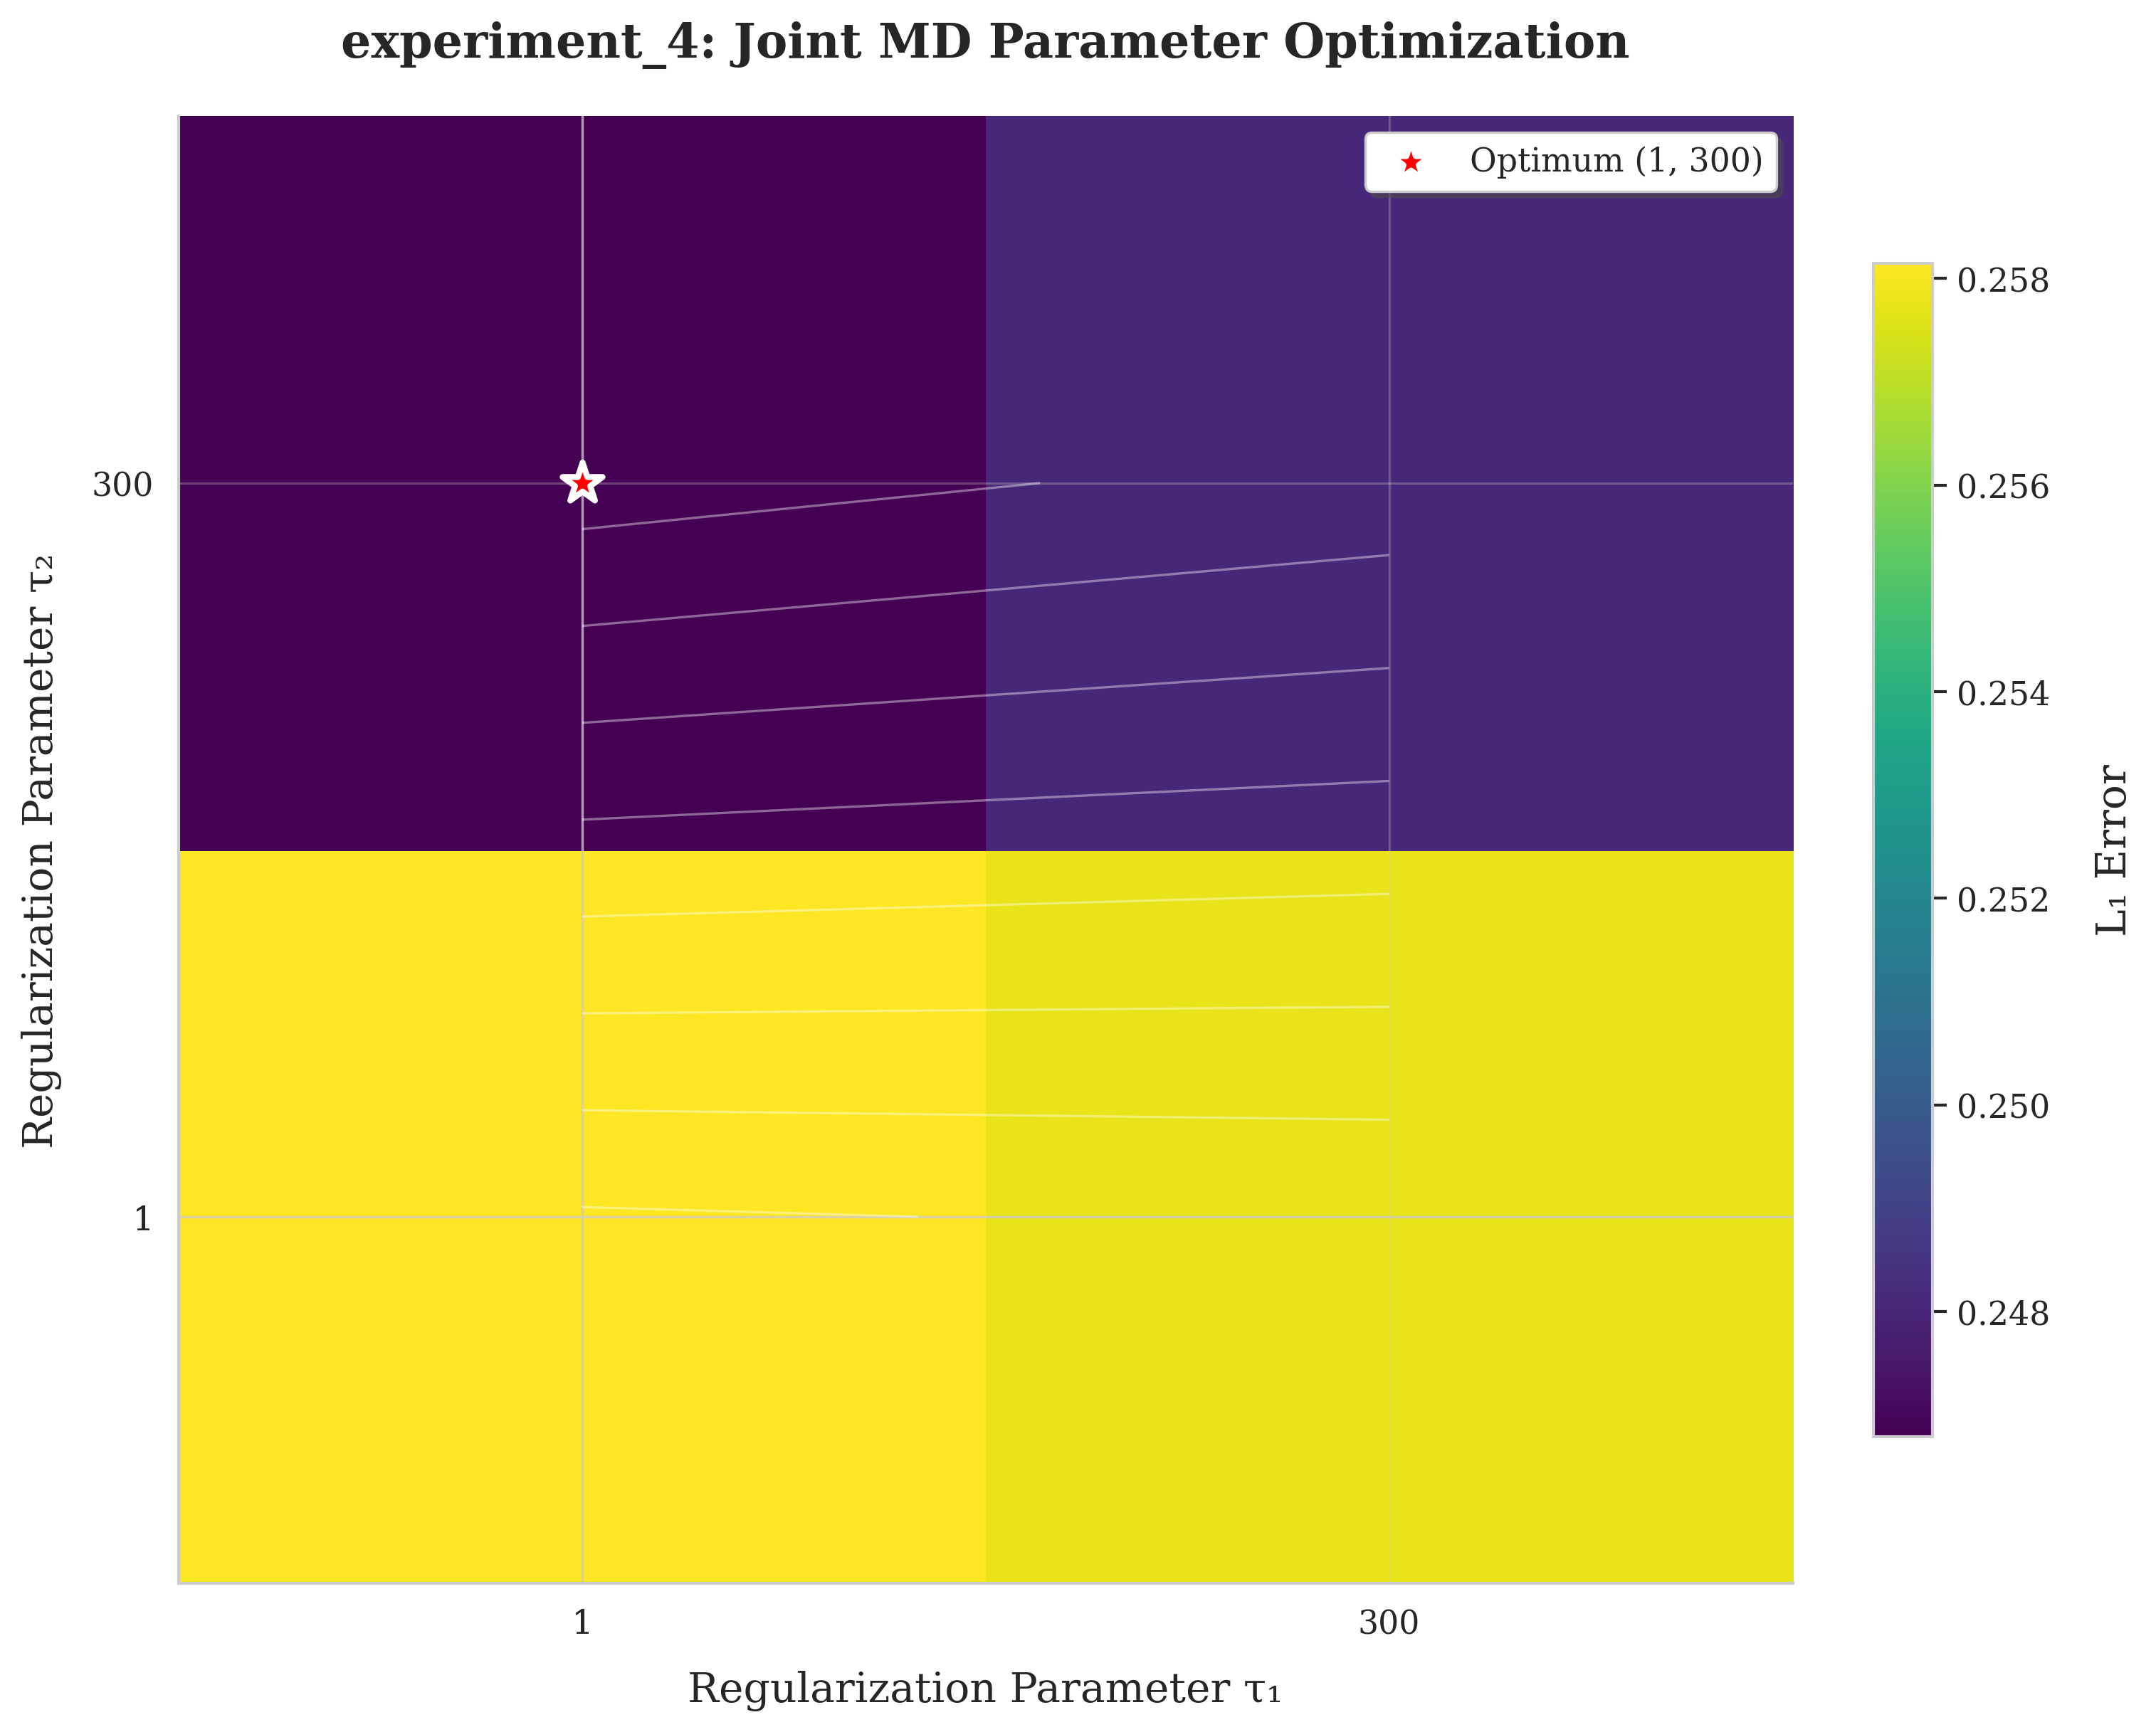 experiment_4: Joint MD Parameter Optimization
Optimum (1, 300)
Regularization Parameter τ₂
300
1
1
300
Regularization Parameter τ₁
0.258
0.256
0.254
0.252
0.250
0.248
L₁ Error